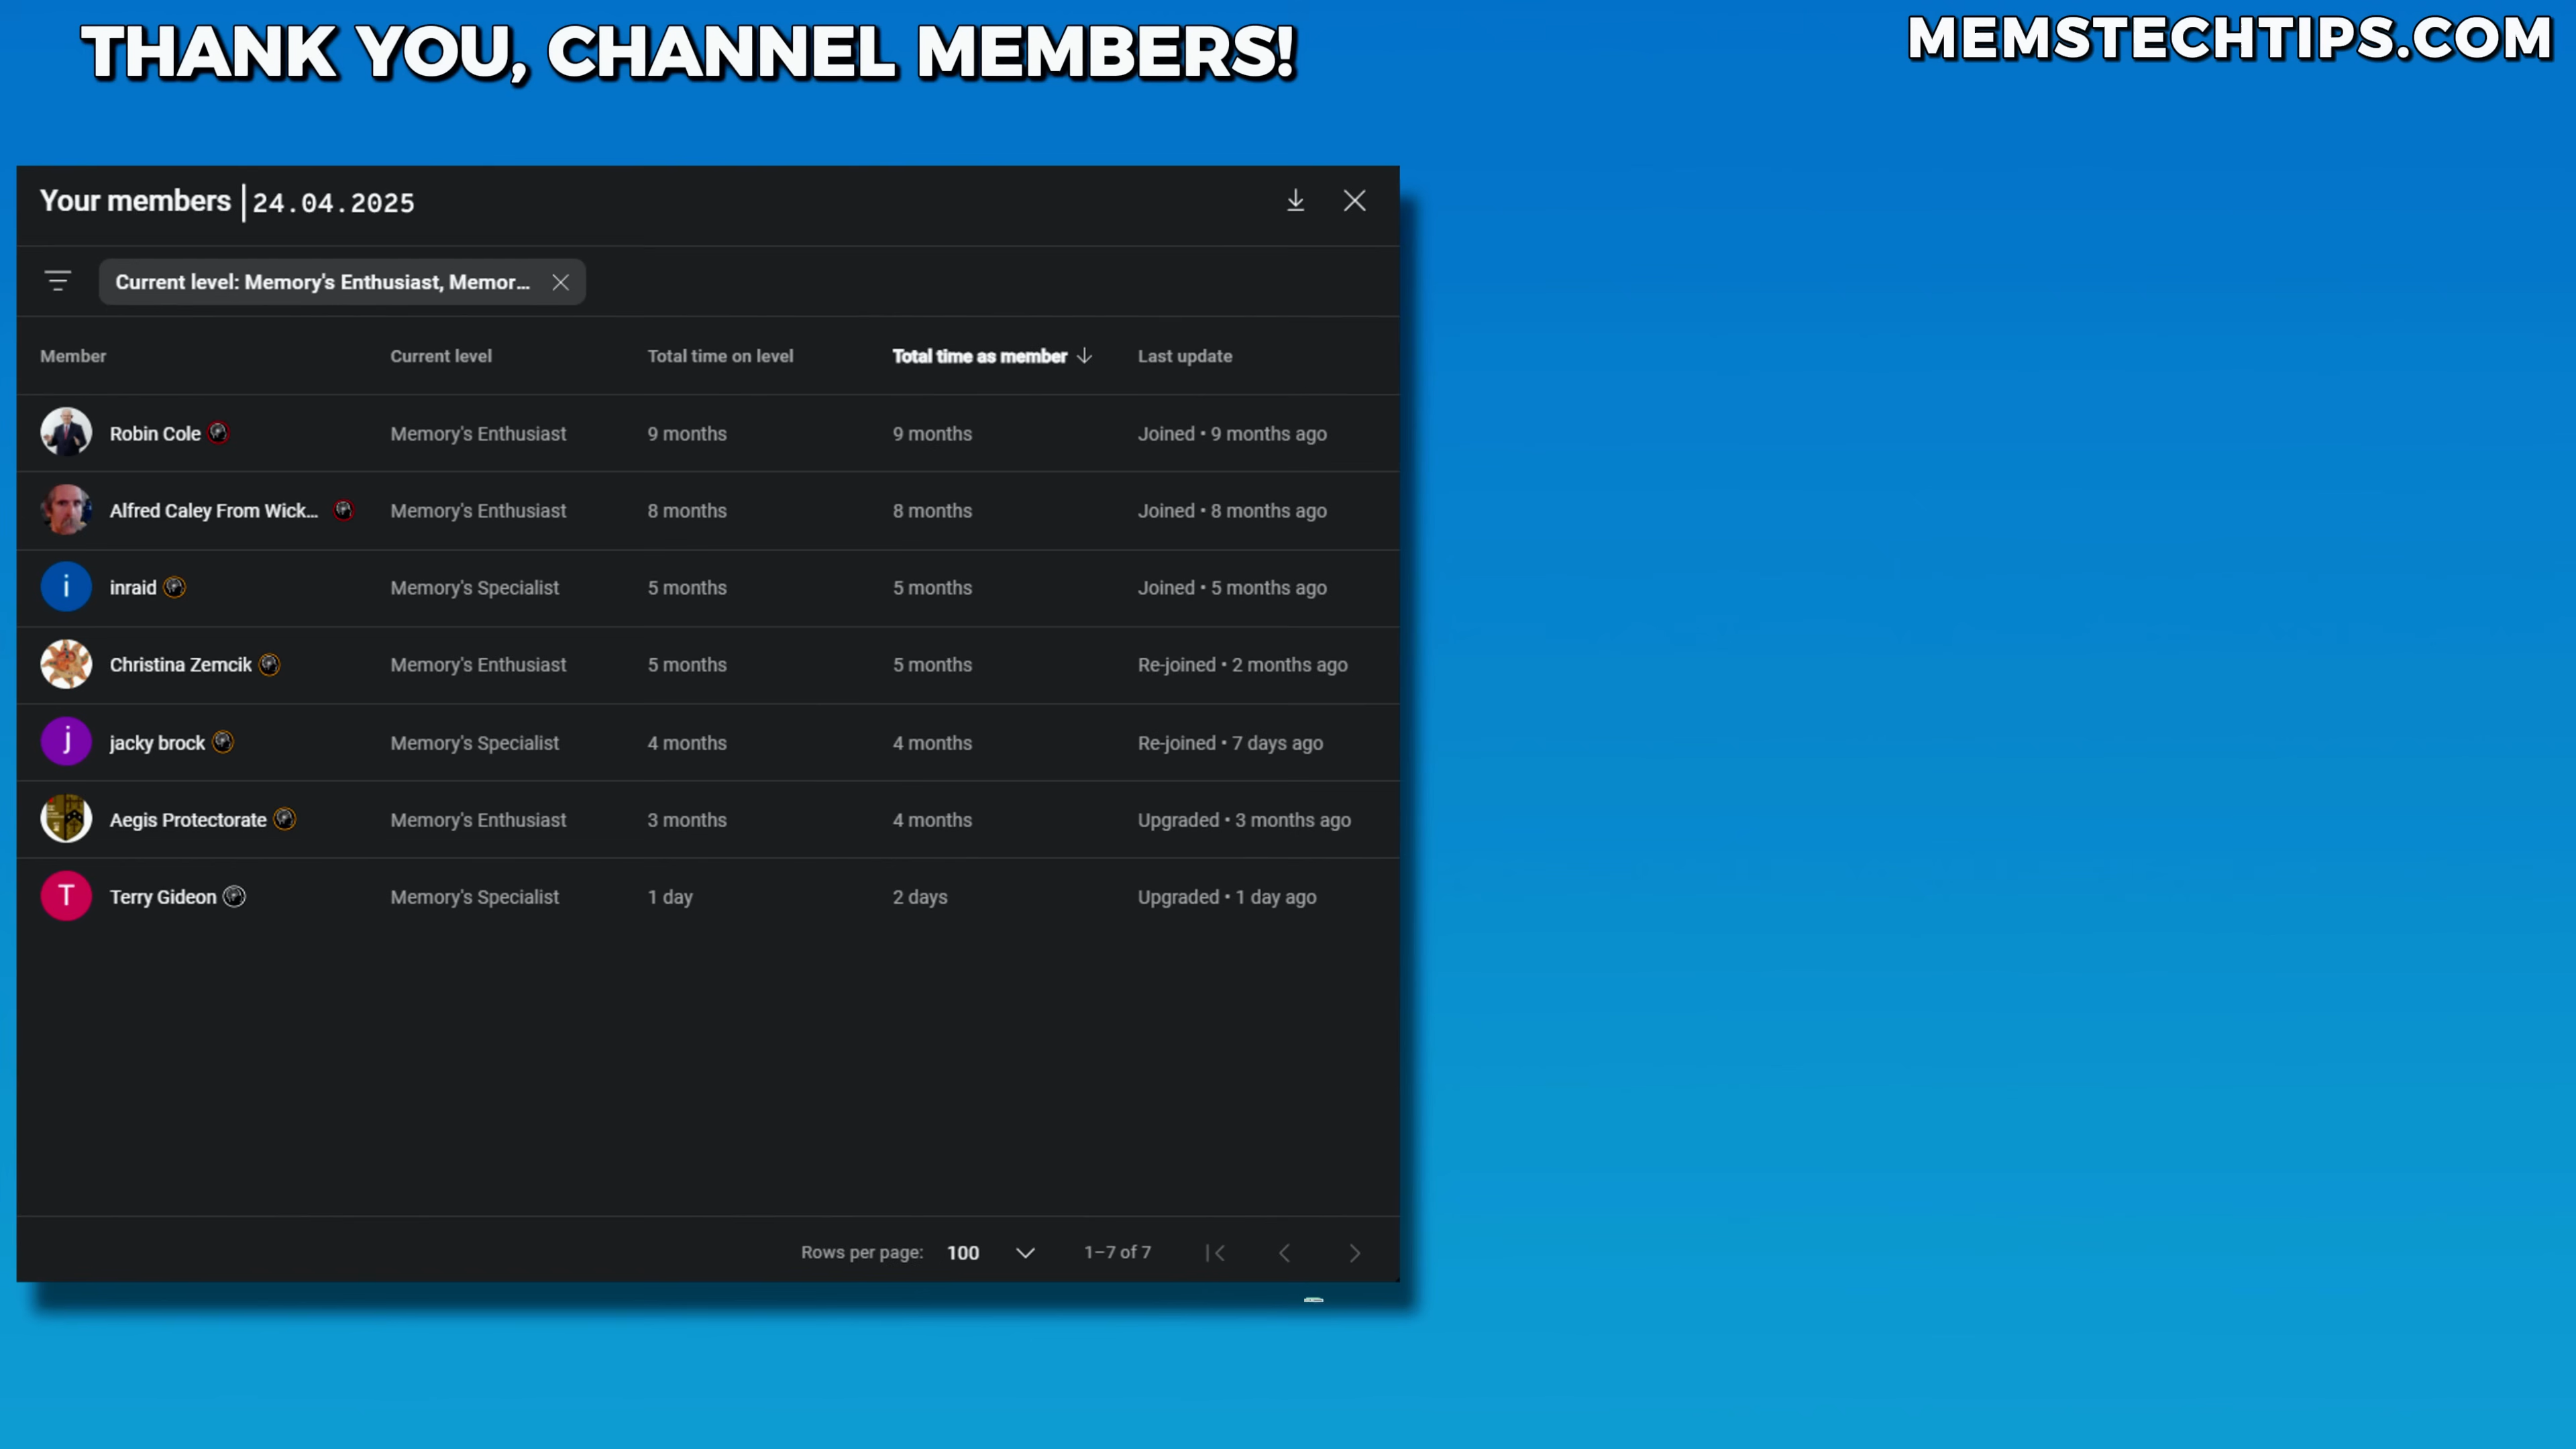 THANK YOU, CHANNEL MEMBERS!
MEMSTECHTIPS.COM
Your members | 24.04.2025
Current level: Memory's Enthusiast, Memor...
Member Current level Total time on level Total time as member Last update
Robin Cole Memory's Enthusiast 9 months 9 months Joined • 9 months ago
Alfred Caley From Wick... Memory's Enthusiast 8 months 8 months Joined • 8 months ago
i inraid Memory's Specialist 5 months 5 months Joined • 5 months ago
Christina Zemcik Memory's Enthusiast 5 months 5 months Re-joined • 2 months ago
j jacky brock Memory's Specialist 4 months 4 months Re-joined • 7 days ago
Aegis Protectorate Memory's Enthusiast 3 months 4 months Upgraded • 3 months ago
T Terry Gideon Memory's Specialist 1 day 2 days Upgraded • 1 day ago
Rows per page: 100 1–7 of 7